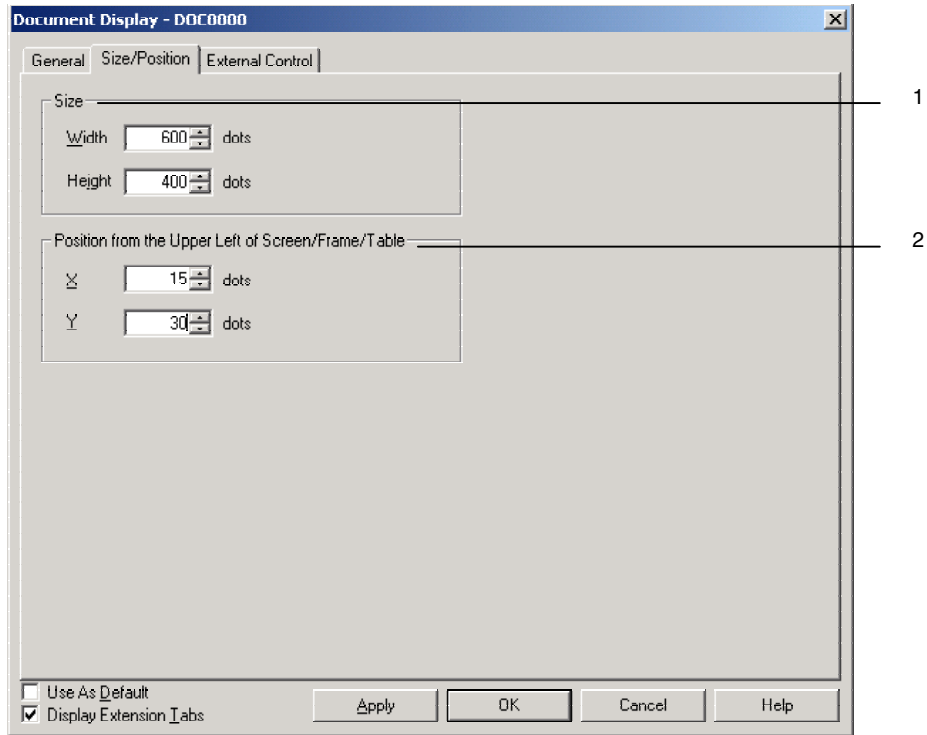 Document Display - DOC0000
General Size/Position External Control
Size 1
Width 600 dots
Height 400 dots
Position from the Upper Left of Screen/Frame/Table 2
X 15 dots
Y 30 dots
Use As Default
Display Extension Tabs
Apply OK Cancel Help